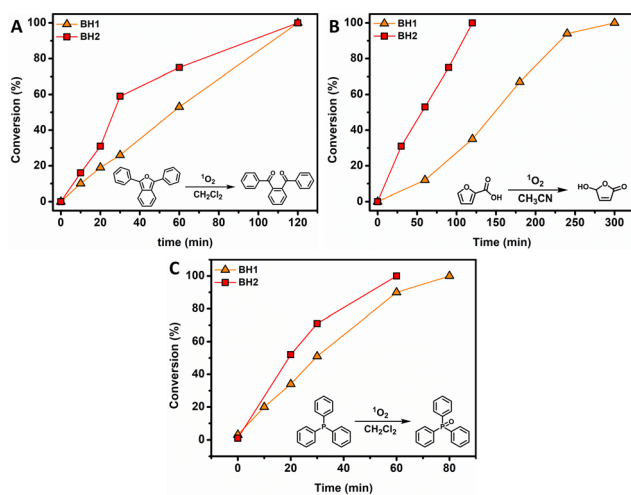 A
BH1
BH2
Conversion (%)
100
80
60
40
20
0
O
O
O
¹O₂
CH₂Cl₂
0 20 40 60 80 100 120
time (min)
B
BH1
BH2
Conversion (%)
100
80
60
40
20
0
O
O
OH
¹O₂
CH₃CN
HO
O
O
0 50 100 150 200 250 300
Time (min)
C
BH1
BH2
Conversion (%)
100
80
60
40
20
0
P
¹O₂
CH₂Cl₂
P
O
0 20 40 60 80
Time (min)